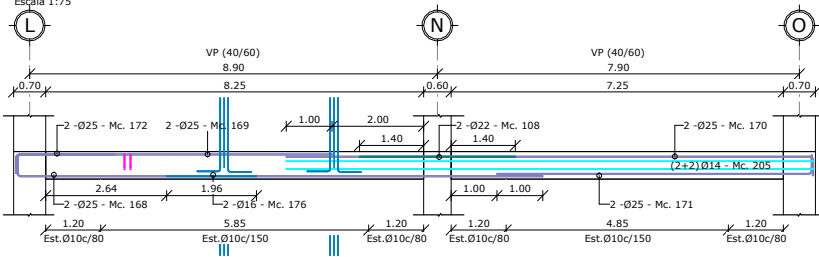 Escala 1:75
L N O
VP (40/60) VP (40/60)
8.90 7.90
0.70 8.25 0.60 7.25 0.70
1.00 2.00
2 -Ø25 - Mc. 172 2 -Ø25 - Mc. 169 2 -Ø22 - Mc. 108 2 -Ø25 - Mc. 170
1.40 1.40
(2+2)Ø14 - Mc. 205
2.64 1.96 1.00 1.00
2 -Ø25 - Mc. 168 2 -Ø16 - Mc. 176 2 -Ø25 - Mc. 171
1.20 5.85 1.20 1.20 4.85 1.20
Est.Ø10c/80 Est.Ø10c/150 Est.Ø10c/80 Est.Ø10c/80 Est.Ø10c/150 Est.Ø10c/80